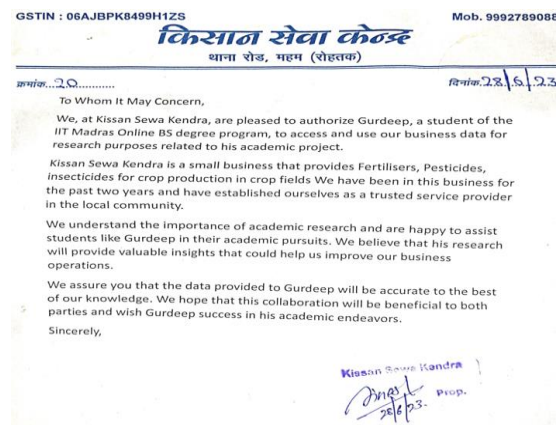 GSTIN : 06AJBPK8499H1ZS
Mob. 9992789088
किसान सेवा केन्द्र
थाना रोड, महम (रोहतक)
क्रमांक...20............
दिनांक.28/6/23
To Whom It May Concern,
We, at Kissan Sewa Kendra, are pleased to authorize Gurdeep, a student of the
IIT Madras Online BS degree program, to access and use our business data for
research purposes related to his academic project.
Kissan Sewa Kendra is a small business that provides Fertilisers, Pesticides,
insecticides for crop production in crop fields We have been in this business for
the past two years and have established ourselves as a trusted service provider
in the local community.
We understand the importance of academic research and are happy to assist
students like Gurdeep in their academic pursuits. We believe that his research
will provide valuable insights that could help us improve our business
operations.
We assure you that the data provided to Gurdeep will be accurate to the best
of our knowledge. We hope that this collaboration will be beneficial to both
parties and wish Gurdeep success in his academic endeavors.
Sincerely,
Kissan Sewa Kendra
Prop.
28/6/23.